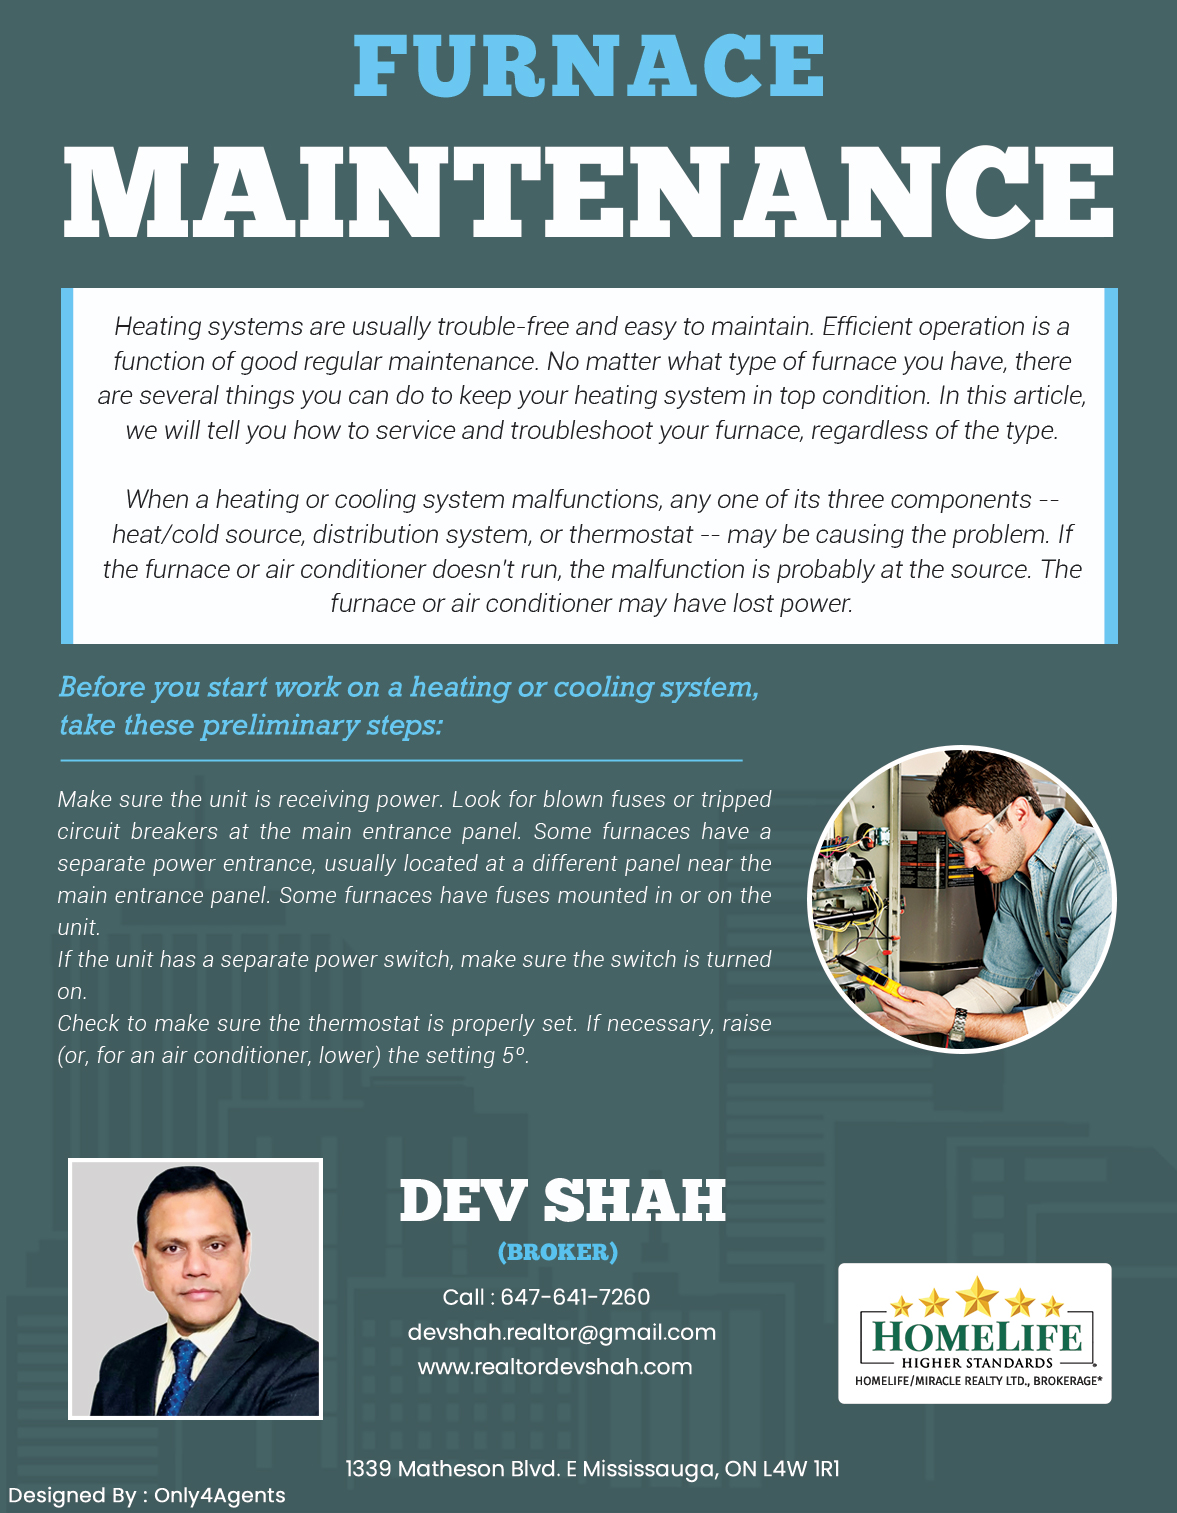 FURNACE
MAINTENANCE
Heating systems are usually trouble-free and easy to maintain. Efficient operation is a
function of good regular maintenance. No matter what type of furnace you have, there
are several things you can do to keep your heating system in top condition. In this article,
we will tell you how to service and troubleshoot your furnace, regardless of the type.
When a heating or cooling system malfunctions, any one of its three components --
heat/cold source, distribution system, or thermostat -- may be causing the problem. If
the furnace or air conditioner doesn't run, the malfunction is probably at the source. The
furnace or air conditioner may have lost power.
Before you start work on a heating or cooling system,
take these preliminary steps:
Make sure the unit is receiving power. Look for blown fuses or tripped
circuit breakers at the main entrance panel. Some furnaces have a
separate power entrance, usually located at a different panel near the
main entrance panel. Some furnaces have fuses mounted in or on the
unit.
If the unit has a separate power switch, make sure the switch is turned
on.
Check to make sure the thermostat is properly set. If necessary, raise
(or, for an air conditioner, lower) the setting 5º.
DEV SHAH
(BROKER)
Call : 647-641-7260
devshah.realtor@gmail.com
www.realtordevshah.com
HOMELIFE
HIGHER STANDARDS
HOMELIFE/MIRACLE REALTY LTD., BROKERAGE*
1339 Matheson Blvd. E Mississauga, ON L4W 1R1
Designed By : Only4Agents